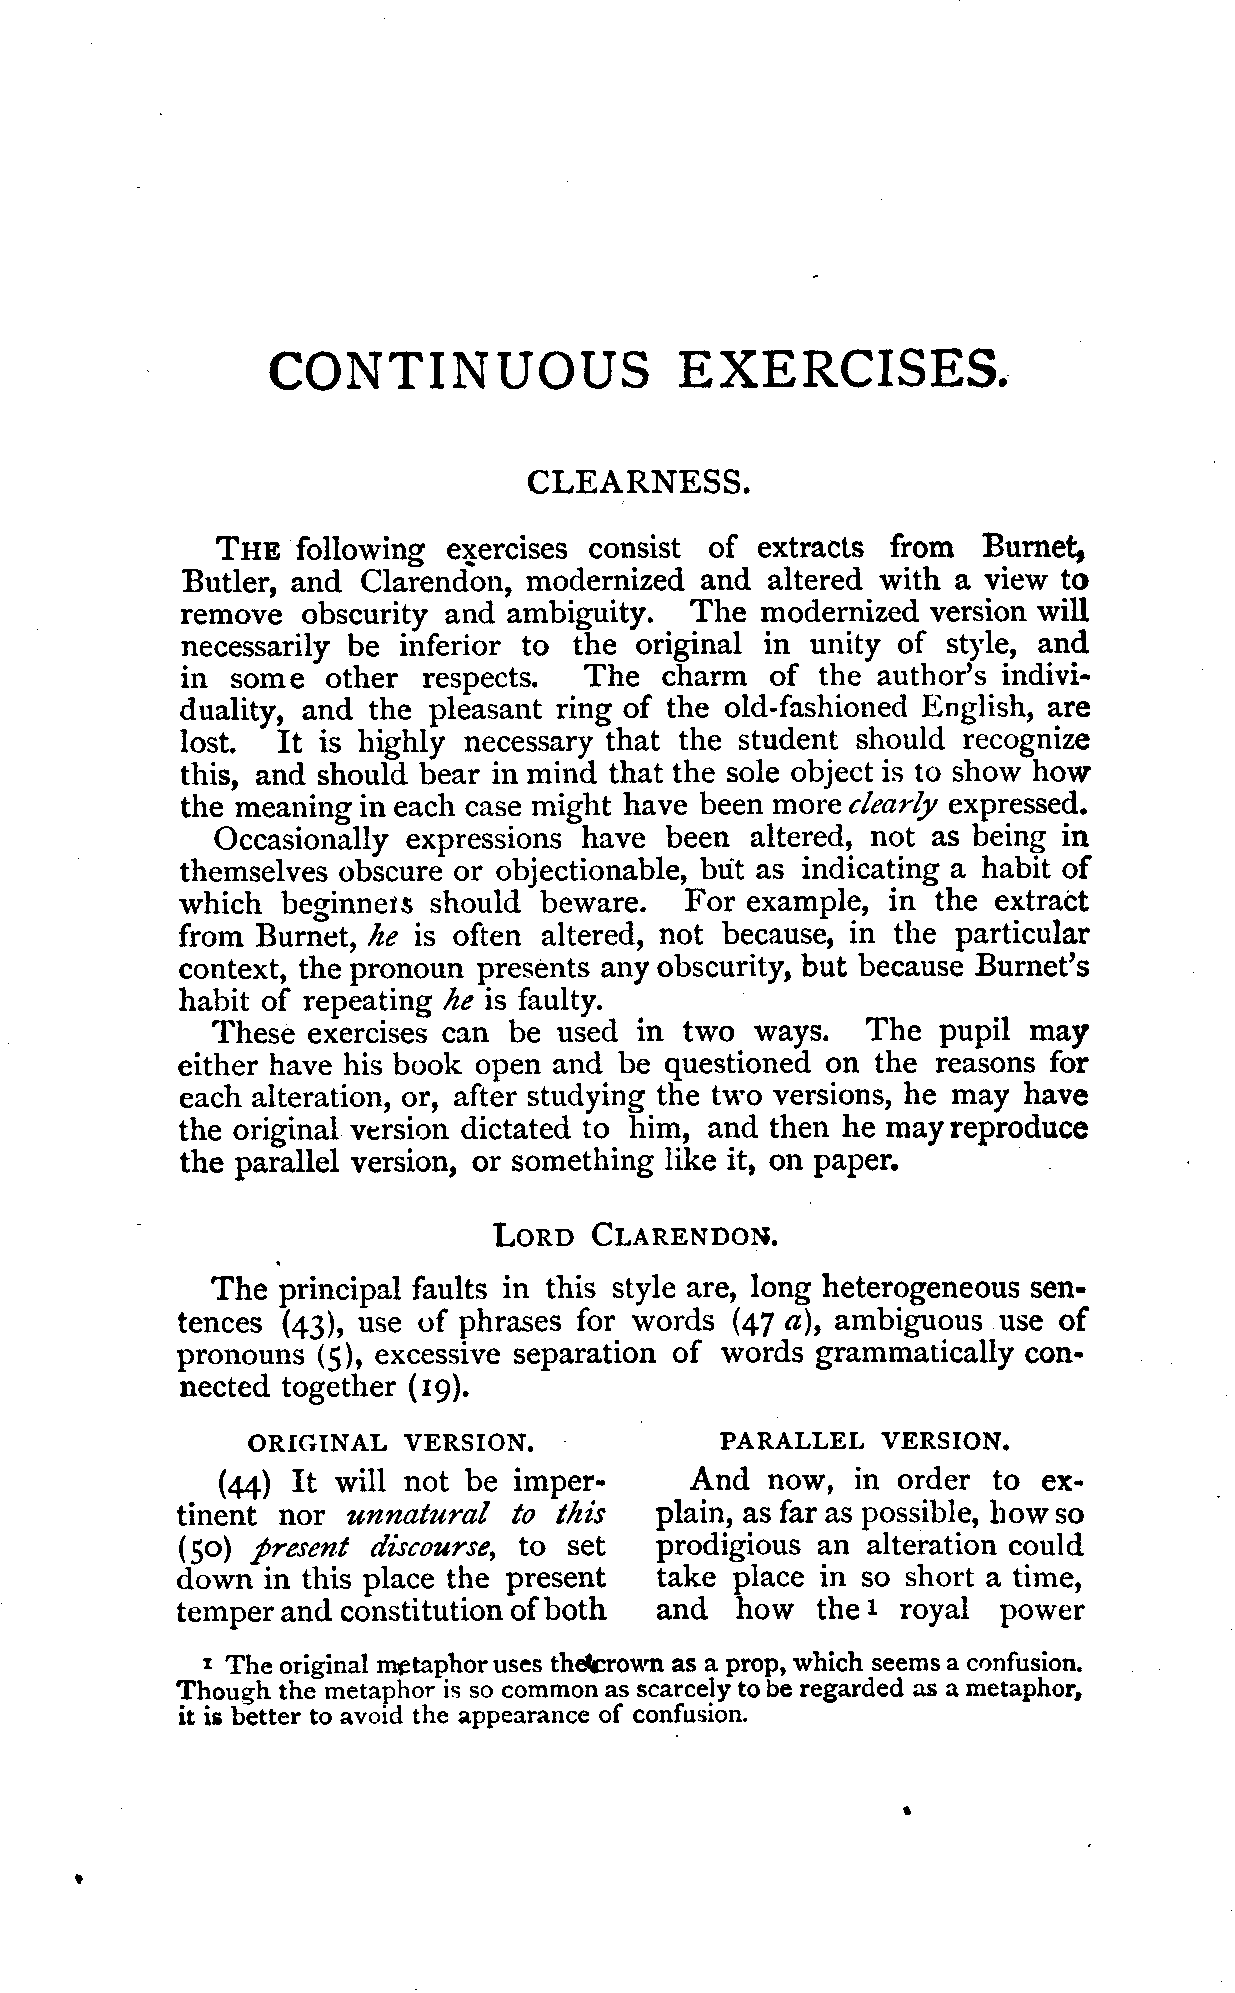 CONTINUOUS EXERCISES.
CLEARNESS.
THE following exercises consist of extracts from Burnet,
Butler, and Clarendon, modernized and altered with a view to
remove obscurity and ambiguity. The modernized version will
necessarily be inferior to the original in unity of style, and
in some other respects. The charm of the author's indivi-
duality, and the pleasant ring of the old-fashioned English, are
lost. It is highly necessary that the student should recognize
this, and should bear in mind that the sole object is to show how
the meaning in each case might have been more clearly expressed.
Occasionally expressions have been altered, not as being in
themselves obscure or objectionable, but as indicating a habit of
which beginners should beware. For example, in the extract
from Burnet, he is often altered, not because, in the particular
context, the pronoun presents any obscurity, but because Burnet's
habit of repeating he is faulty.
These exercises can be used in two ways. The pupil may
either have his book open and be questioned on the reasons for
each alteration, or, after studying the two versions, he may have
the original version dictated to him, and then he may reproduce
the parallel version, or something like it, on paper.
LORD CLARENDON.
The principal faults in this style are, long heterogeneous sen-
tences (43), use of phrases for words (47 a), ambiguous use of
pronouns (5), excessive separation of words grammatically con-
nected together (19).
ORIGINAL VERSION.
(44) It will not be imper-
tinent nor unnatural to this
(50) present discourse, to set
down in this place the present
temper and constitution of both
PARALLEL VERSION.
And now, in order to ex-
plain, as far as possible, how so
prodigious an alteration could
take place in so short a time,
and how the 1 royal power
1 The original metaphor uses the crown as a prop, which seems a confusion.
Though the metaphor is so common as scarcely to be regarded as a metaphor,
it is better to avoid the appearance of confusion.